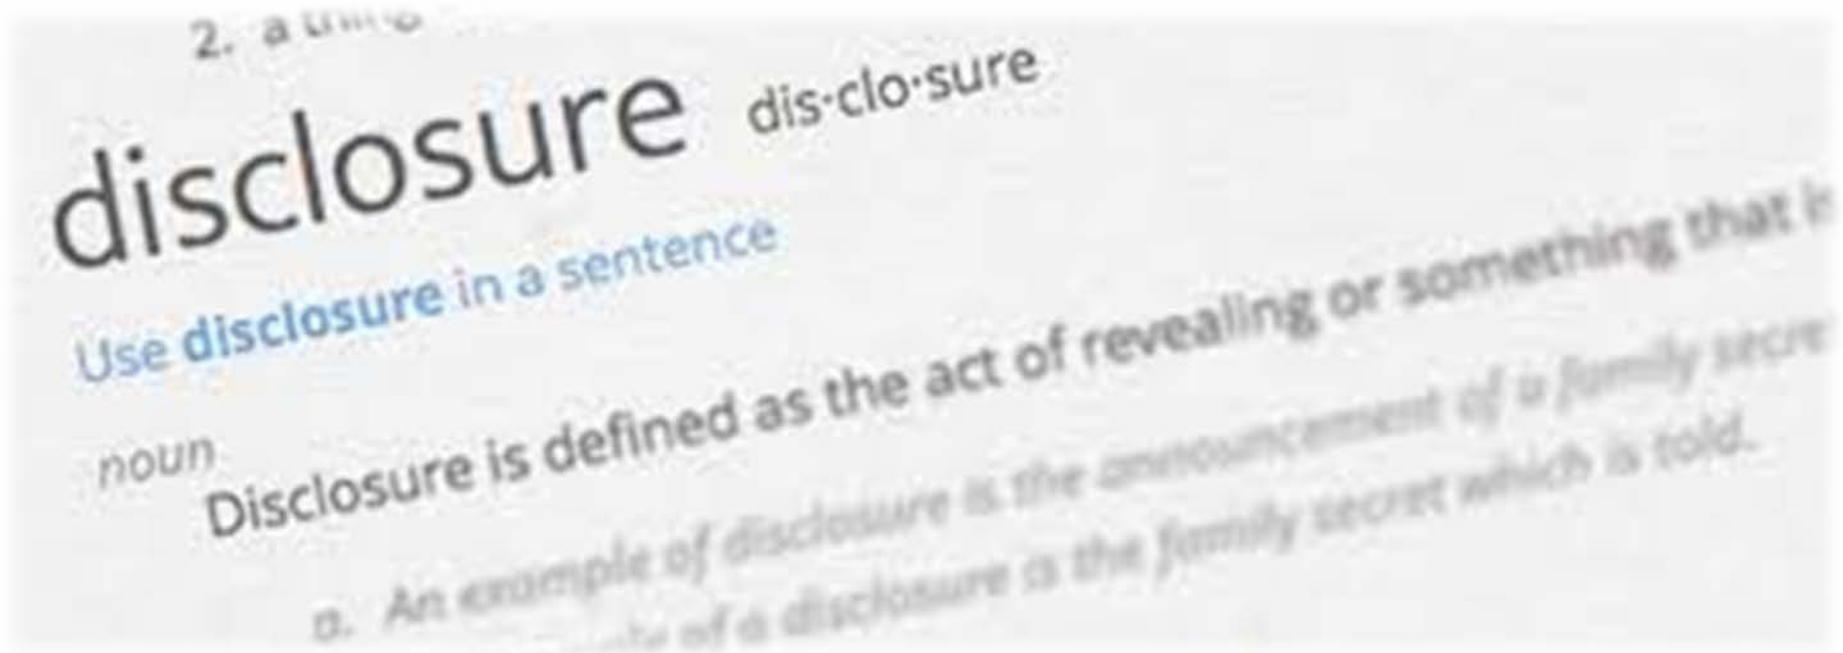 2. a thing
disclosure dis·clo·sure
Use disclosure in a sentence
noun
Disclosure is defined as the act of revealing or something that
a. An example of disclosure is the announcement of a family secre
of a disclosure is the family secret which is told.